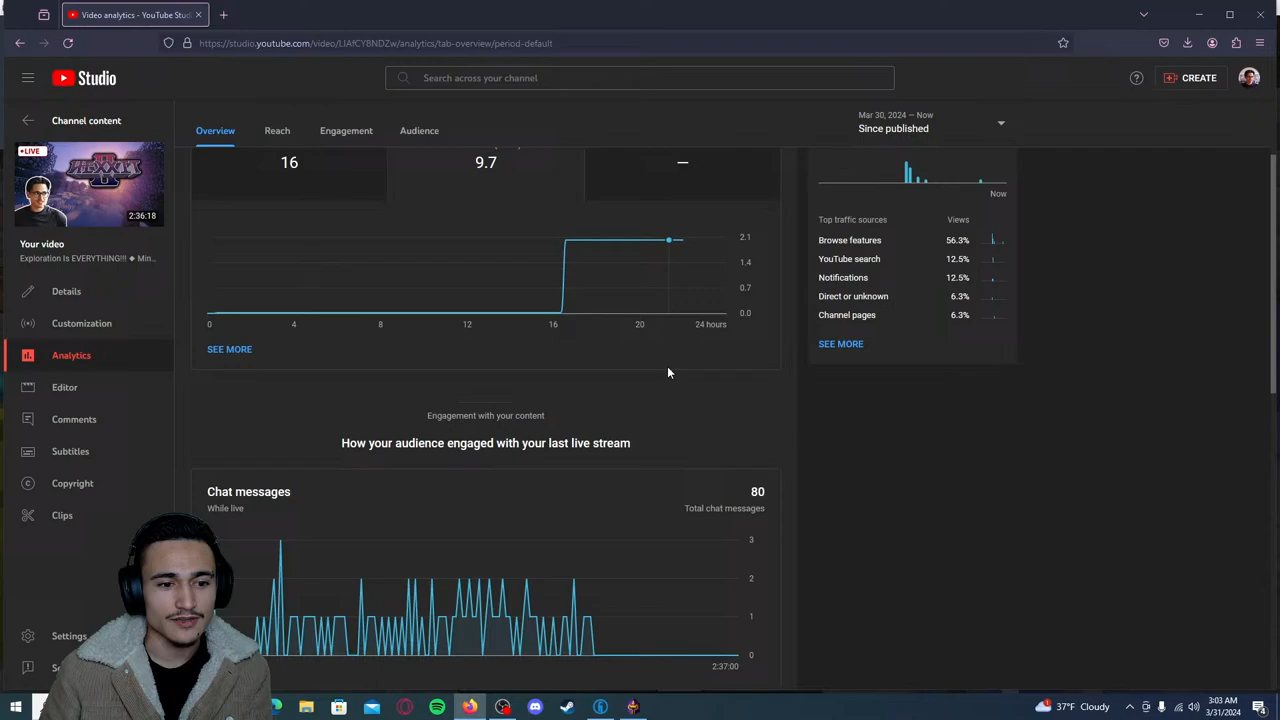 Video analytics - YouTube Stud
https://studio.youtube.com/video/LIAfCY8NDZw/analytics/tab-overview/period-default
Studio
Search across your channel
CREATE
Channel content
LIVE
HEXXIT
II
2:36:18
Your video
Exploration Is EVERYTHING!!! ◆ Min...
Details
Customization
Analytics
Editor
Comments
Subtitles
Copyright
Clips
Settings
Overview
Reach
Engagement
Audience
Mar 30, 2024 — Now
Since published
16
9.7
—
2.1
1.4
0.7
0.0
0
4
8
12
16
20
24 hours
SEE MORE
Engagement with your content
How your audience engaged with your last live stream
Chat messages
80
While live
Total chat messages
3
2
1
0
2:37:00
Now
Top traffic sources
Views
Browse features
56.3%
YouTube search
12.5%
Notifications
12.5%
Direct or unknown
6.3%
Channel pages
6.3%
SEE MORE
37°F Cloudy
3:03 AM
3/31/2024